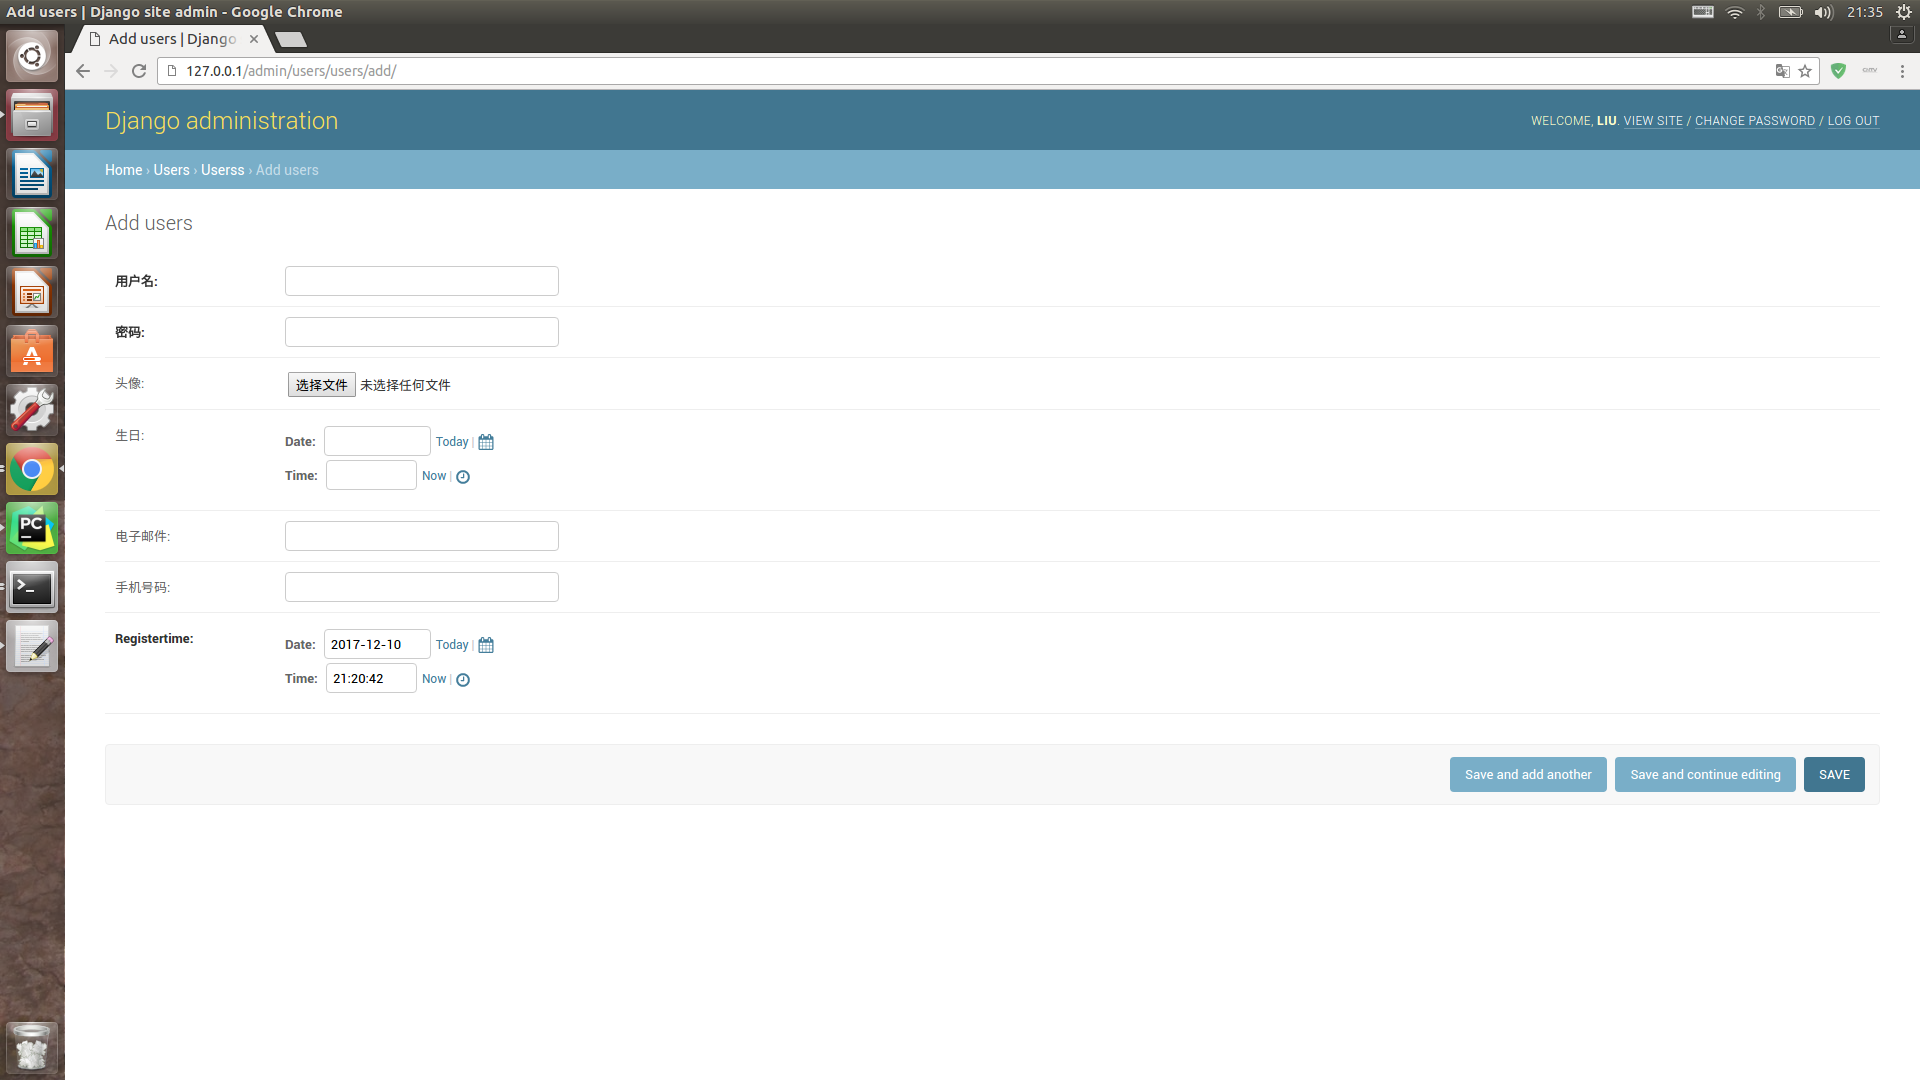 Add users | Django site admin - Google Chrome
21:35
Add users | Django
127.0.0.1/admin/users/users/add/
Django administration
WELCOME, LIU. VIEW SITE / CHANGE PASSWORD / LOG OUT
Home › Users › Userss › Add users
Add users
用户名:
密码:
头像:
选择文件 未选择任何文件
生日:
Date: Today |
Time: Now |
电子邮件:
手机号码:
Registertime:
Date: 2017-12-10 Today |
Time: 21:20:42 Now |
Save and add another
Save and continue editing
SAVE
PC